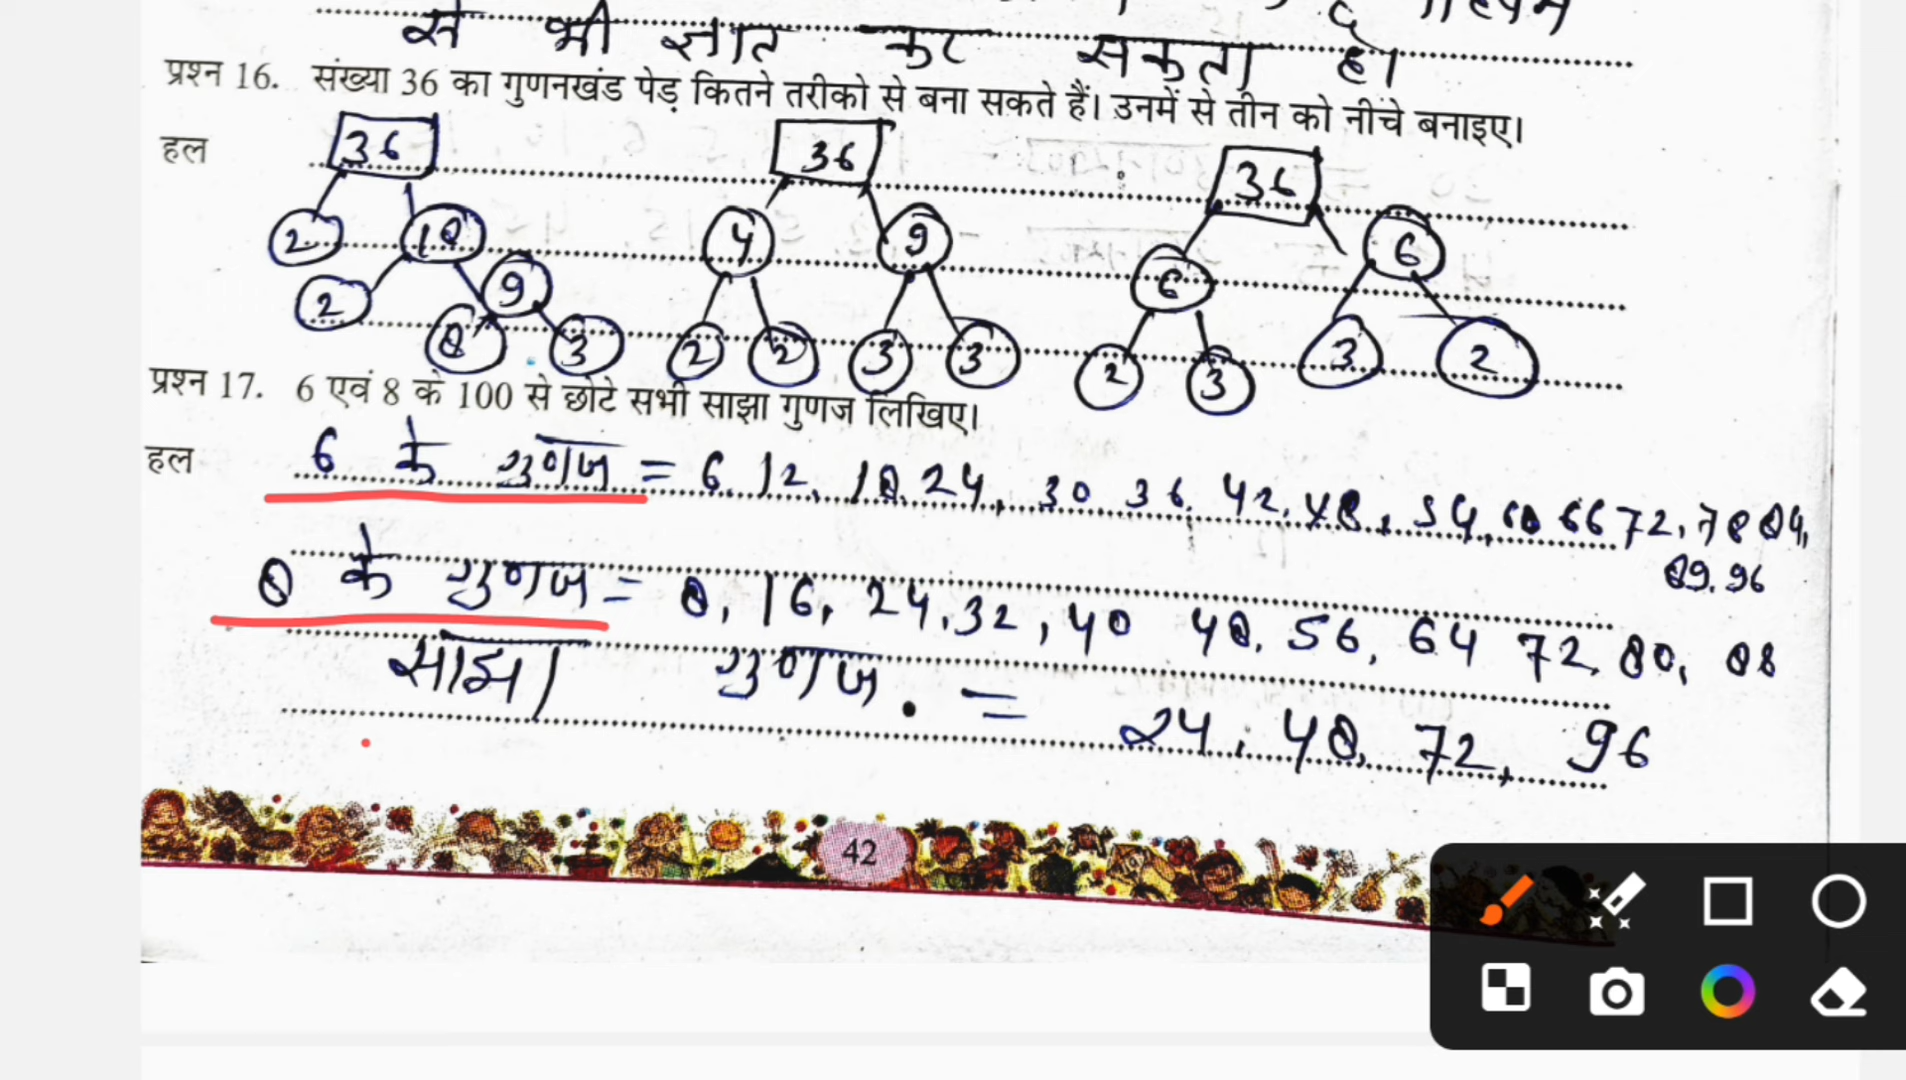 से भी ज्ञात कर सकता है।
प्रश्न 16. संख्या 36 का गुणनखंड पेड़ कितने तरीको से बना सकते हैं। उनमें से तीन को नीचे बनाइए।
हल
36 36 36
2 18 4 9 6 6
2 9 2 2 3 3 2 3 3 2
3
प्रश्न 17. 6 एवं 8 के 100 से छोटे सभी साझा गुणज लिखिए।
हल 6 के गुणज = 6, 12, 18, 24, 30 36, 42, 48, 54, 60 66 72, 78 84,
89. 96
8 के गुणज = 8, 16, 24, 32, 40 48, 56, 64 72, 80, 88
साझा गुणज. = 24, 48, 72, 96
42